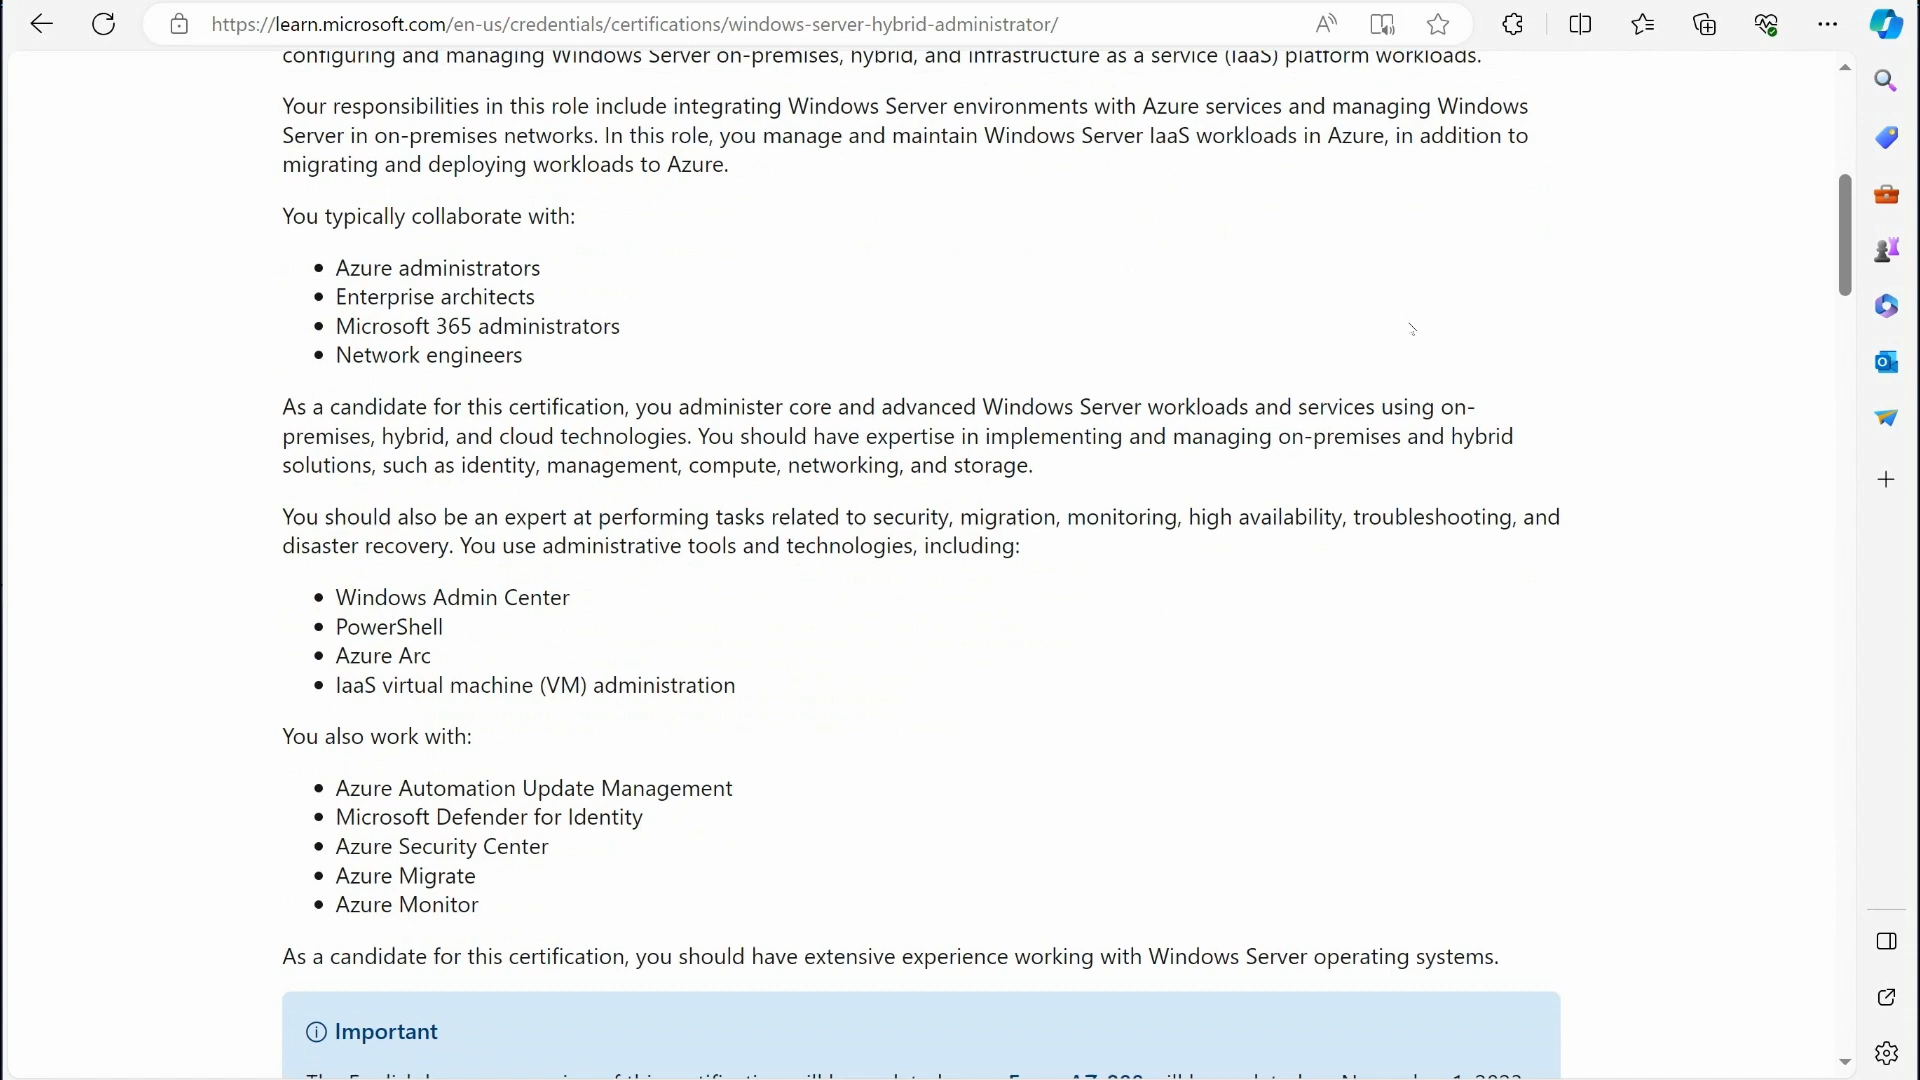 https://learn.microsoft.com/en-us/credentials/certifications/windows-server-hybrid-administrator/
configuring and managing Windows Server on-premises, hybrid, and infrastructure as a service (IaaS) platform workloads.
Your responsibilities in this role include integrating Windows Server environments with Azure services and managing Windows
Server in on-premises networks. In this role, you manage and maintain Windows Server IaaS workloads in Azure, in addition to
migrating and deploying workloads to Azure.
You typically collaborate with:
• Azure administrators
• Enterprise architects
• Microsoft 365 administrators
• Network engineers
As a candidate for this certification, you administer core and advanced Windows Server workloads and services using on-
premises, hybrid, and cloud technologies. You should have expertise in implementing and managing on-premises and hybrid
solutions, such as identity, management, compute, networking, and storage.
You should also be an expert at performing tasks related to security, migration, monitoring, high availability, troubleshooting, and
disaster recovery. You use administrative tools and technologies, including:
• Windows Admin Center
• PowerShell
• Azure Arc
• IaaS virtual machine (VM) administration
You also work with:
• Azure Automation Update Management
• Microsoft Defender for Identity
• Azure Security Center
• Azure Migrate
• Azure Monitor
As a candidate for this certification, you should have extensive experience working with Windows Server operating systems.
Important